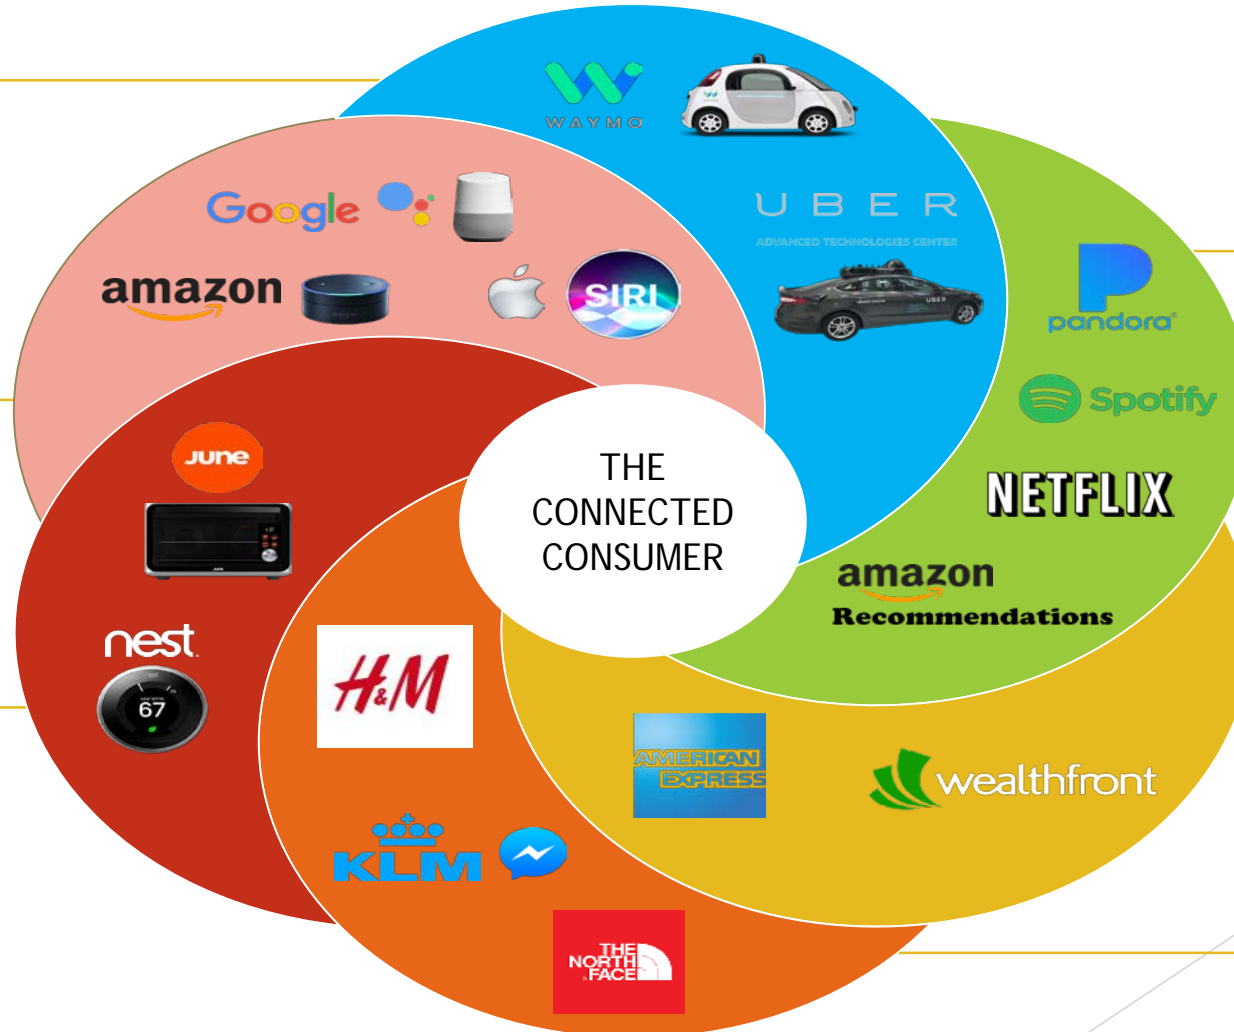 WAYMO
Google
UBER
ADVANCED TECHNOLOGIES CENTER
amazon
SIRI
UBER
pandora
Spotify
June
NETFLIX
THE
CONNECTED
CONSUMER
amazon
Recommendations
nest
67
H&M
AMERICAN
EXPRESS
wealthfront
KLM
THE
NORTH
FACE